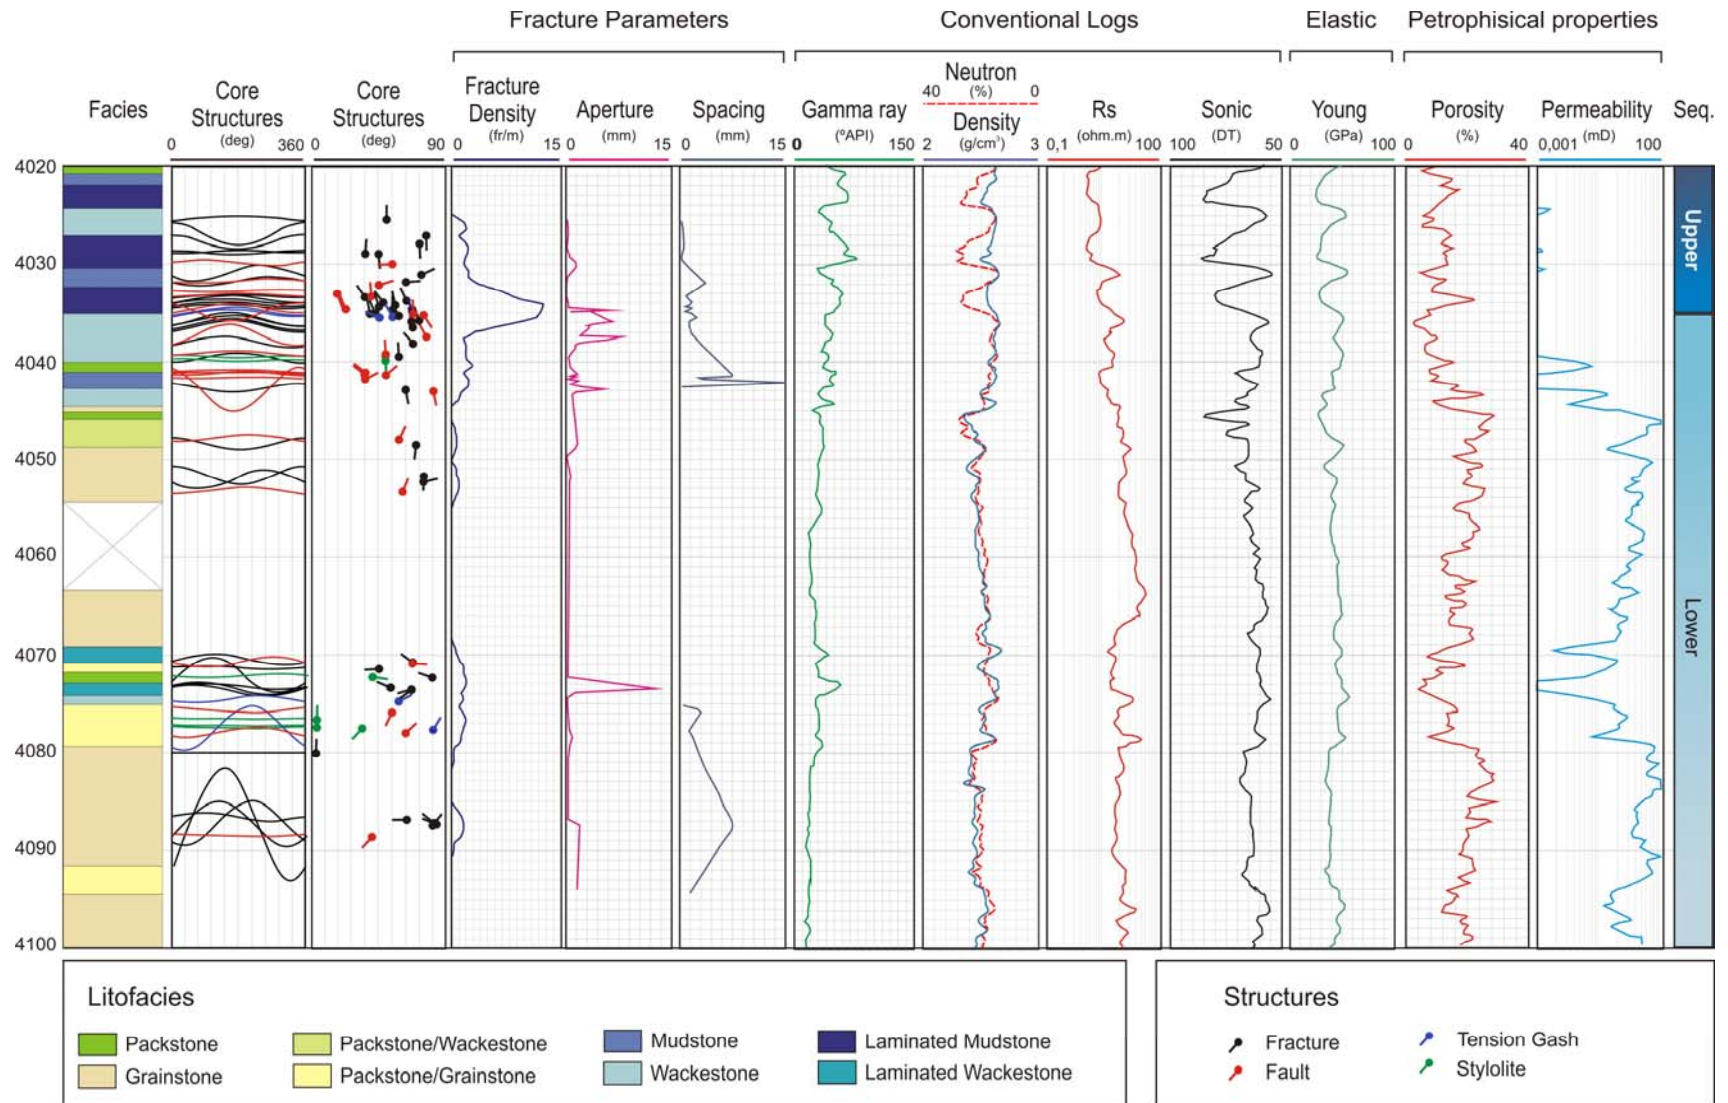 Fracture Parameters
Conventional Logs
Elastic
Petrophisical properties
Facies
Core
Structures
(deg)
0 360
Core
Structures
(deg)
0 90
Fracture
Density
(fr/m)
0 15
Aperture
(mm)
0 15
Spacing
(mm)
0 15
Gamma ray
(°API)
0 150
Neutron
40 (%) 0
Density
2 (g/cm³) 3
Rs
(ohm.m)
0,1 100
Sonic
(DT)
100 50
Young
(GPa)
0 100
Porosity
(%)
0 40
Permeability
(mD)
0,001 100
Seq.
4020
4030
4040
4050
4060
4070
4080
4090
4100
Upper
Lower
Litofacies
Packstone
Grainstone
Packstone/Wackestone
Packstone/Grainstone
Mudstone
Wackestone
Laminated Mudstone
Laminated Wackestone
Structures
Fracture
Fault
Tension Gash
Stylolite